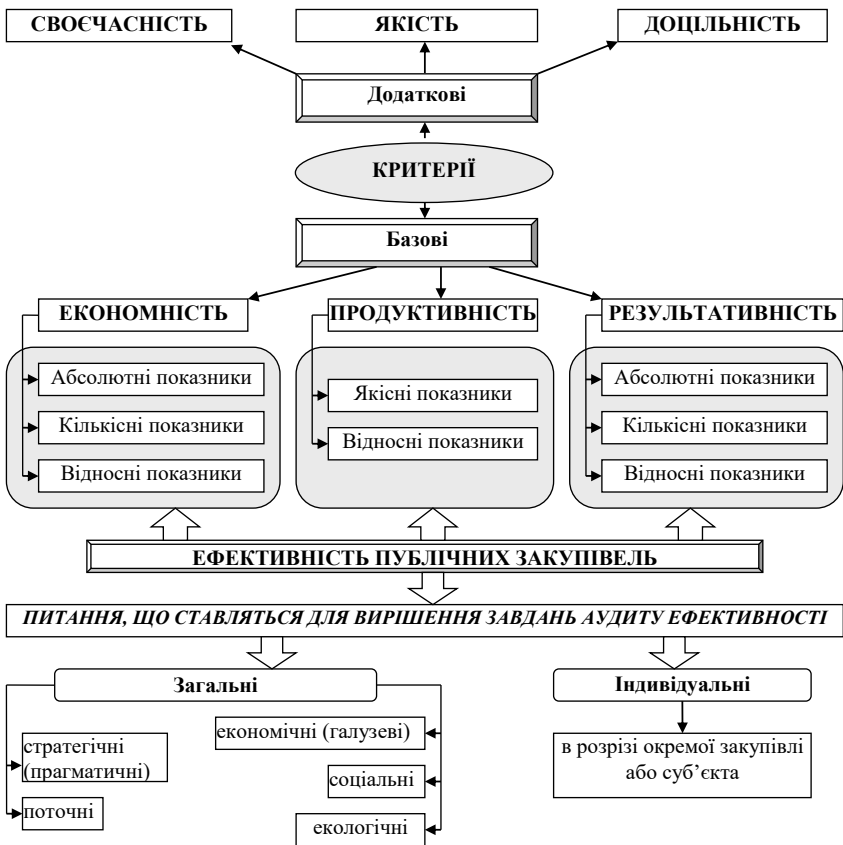 СВОЄЧАСНІСТЬ
ЯКІСТЬ
ДОЦІЛЬНІСТЬ
Додаткові
КРИТЕРІЇ
Базові
ЕКОНОМНІСТЬ
ПРОДУКТИВНІСТЬ
РЕЗУЛЬТАТИВНІСТЬ
Абсолютні показники
Кількісні показники
Відносні показники
Якісні показники
Відносні показники
Абсолютні показники
Кількісні показники
Відносні показники
ЕФЕКТИВНІСТЬ ПУБЛІЧНИХ ЗАКУПІВЕЛЬ
ПИТАННЯ, ЩО СТАВЛЯТЬСЯ ДЛЯ ВИРІШЕННЯ ЗАВДАНЬ АУДИТУ ЕФЕКТИВНОСТІ
Загальні
Індивідуальні
стратегічні
(прагматичні)
поточні
економічні (галузеві)
соціальні
екологічні
в розрізі окремої закупівлі
або суб’єкта